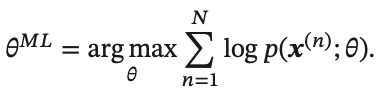 θ^{ML} = arg max_θ ∑_{n=1}^{N} log p(x^{(n)}; θ).